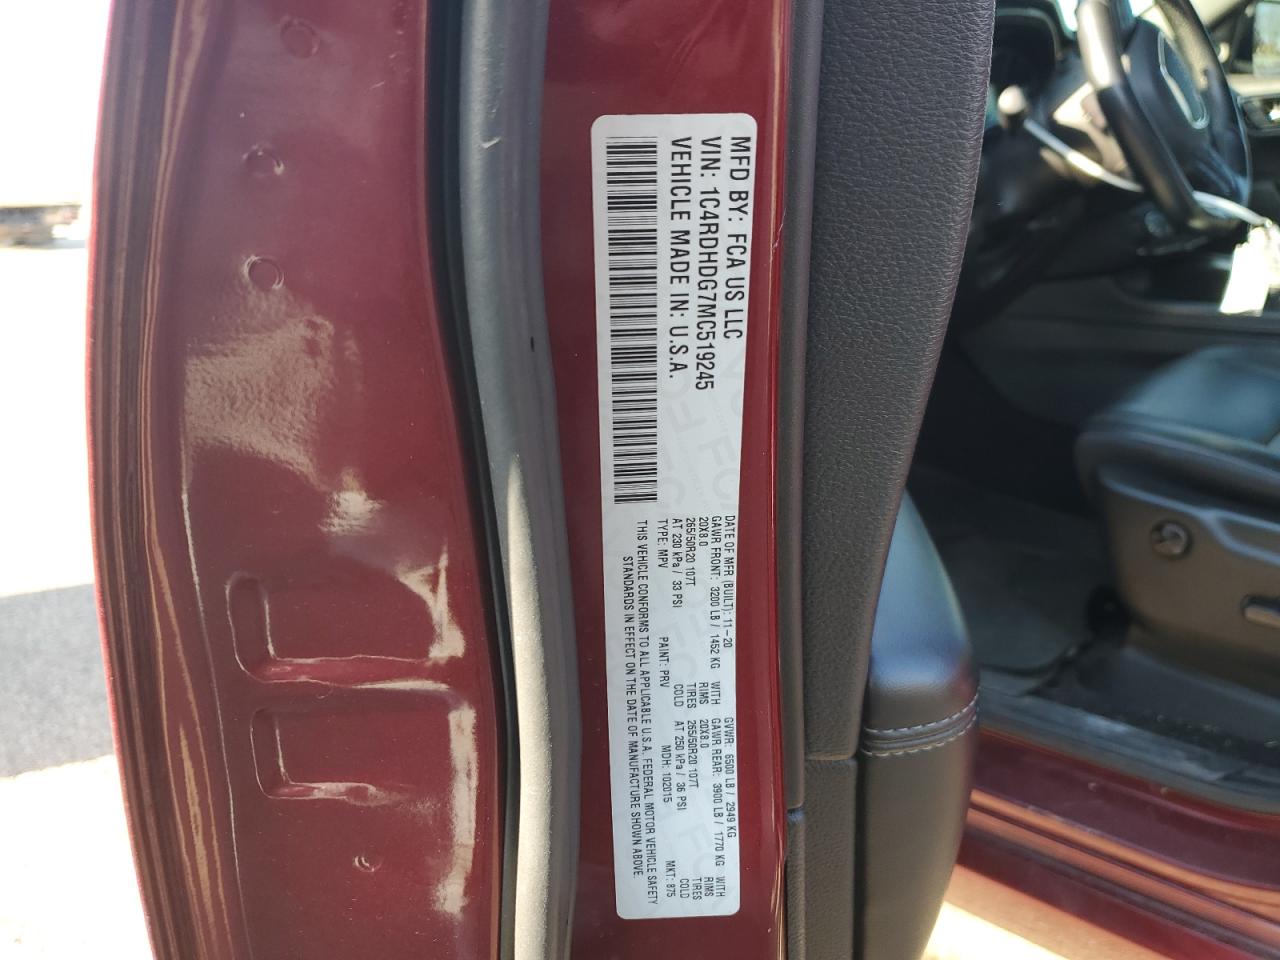 MFD BY: FCA US LLC
VIN: 1C4RDHDG7MC519245
VEHICLE MADE IN: U.S.A.
DATE OF MFR (BUILT): 11-20 GVWR: 6500 LB / 2949 KG
GAWR FRONT: 3200 LB / 1452 KG WITH GAWR REAR: 3900 LB / 1770 KG WITH
20X8.0 RIMS 20X8.0 RIMS
265/50R20 107T TIRES 265/50R20 107T TIRES
AT 230 kPa / 33 PSI COLD AT 250 kPa / 36 PSI COLD
TYPE: MPV PAINT: PRV MDH: 102015 MKT: 875
THIS VEHICLE CONFORMS TO ALL APPLICABLE U.S.A. FEDERAL MOTOR VEHICLE SAFETY
STANDARDS IN EFFECT ON THE DATE OF MANUFACTURE SHOWN ABOVE.